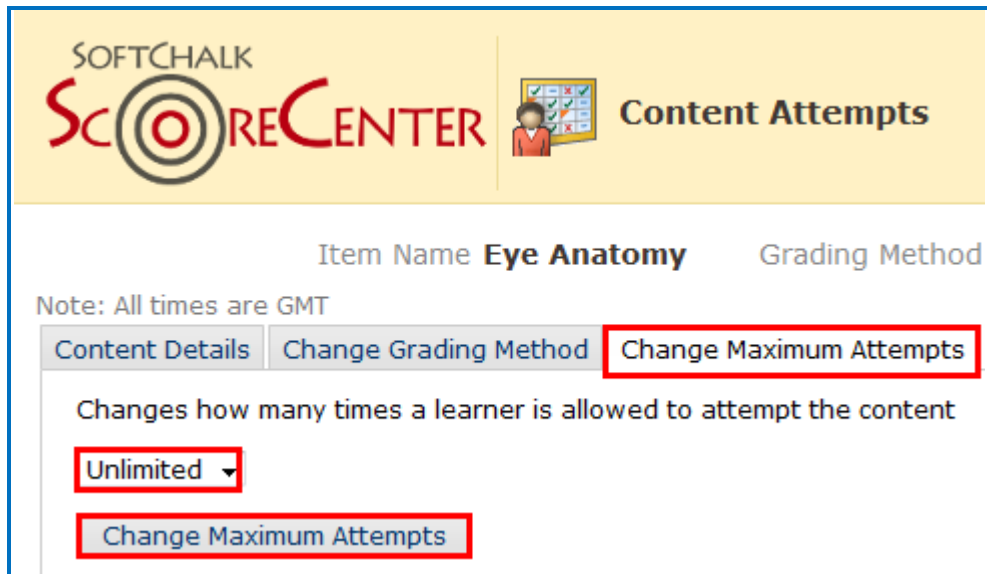 SOFTCHALK
SCORECENTER
Content Attempts
Item Name Eye Anatomy Grading Method
Note: All times are GMT
Content Details Change Grading Method Change Maximum Attempts
Changes how many times a learner is allowed to attempt the content
Unlimited
Change Maximum Attempts